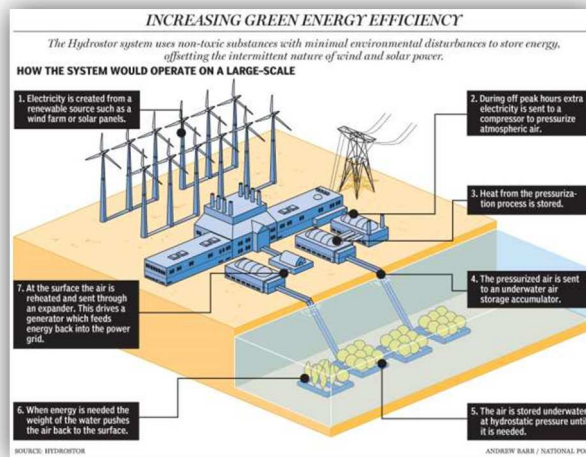 INCREASING GREEN ENERGY EFFICIENCY
The Hydrostor system uses non-toxic substances with minimal environmental disturbances to store energy,
offsetting the intermittent nature of wind and solar power.
HOW THE SYSTEM WOULD OPERATE ON A LARGE-SCALE
1. Electricity is created from a
renewable source such as a
wind farm or solar panels.
2. During off peak hours extra
electricity is sent to a
compressor to pressurize
atmospheric air.
3. Heat from the pressuriza-
tion process is stored.
4. The pressurized air is sent
to an underwater air
storage accumulator.
5. The air is stored underwater
at hydrostatic pressure until
it is needed.
6. When energy is needed the
weight of the water pushes
the air back to the surface.
7. At the surface the air is
reheated and sent through
an expander. This drives a
generator which feeds
energy back into the power
grid.
SOURCE: HYDROSTOR
ANDREW BARR / NATIONAL